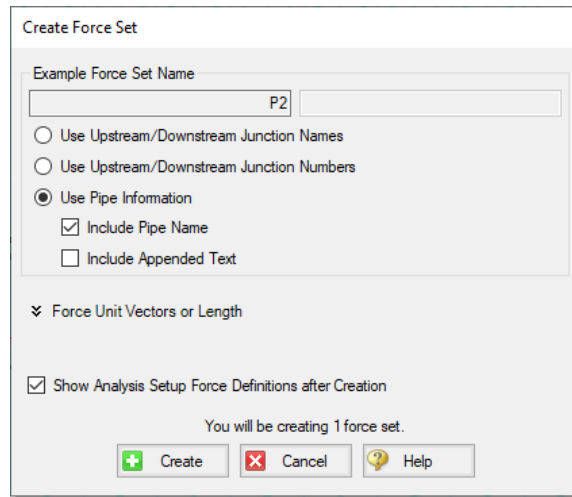 Create Force Set
Example Force Set Name
P2
Use Upstream/Downstream Junction Names
Use Upstream/Downstream Junction Numbers
Use Pipe Information
Include Pipe Name
Include Appended Text
Force Unit Vectors or Length
Show Analysis Setup Force Definitions after Creation
You will be creating 1 force set.
Create Cancel Help